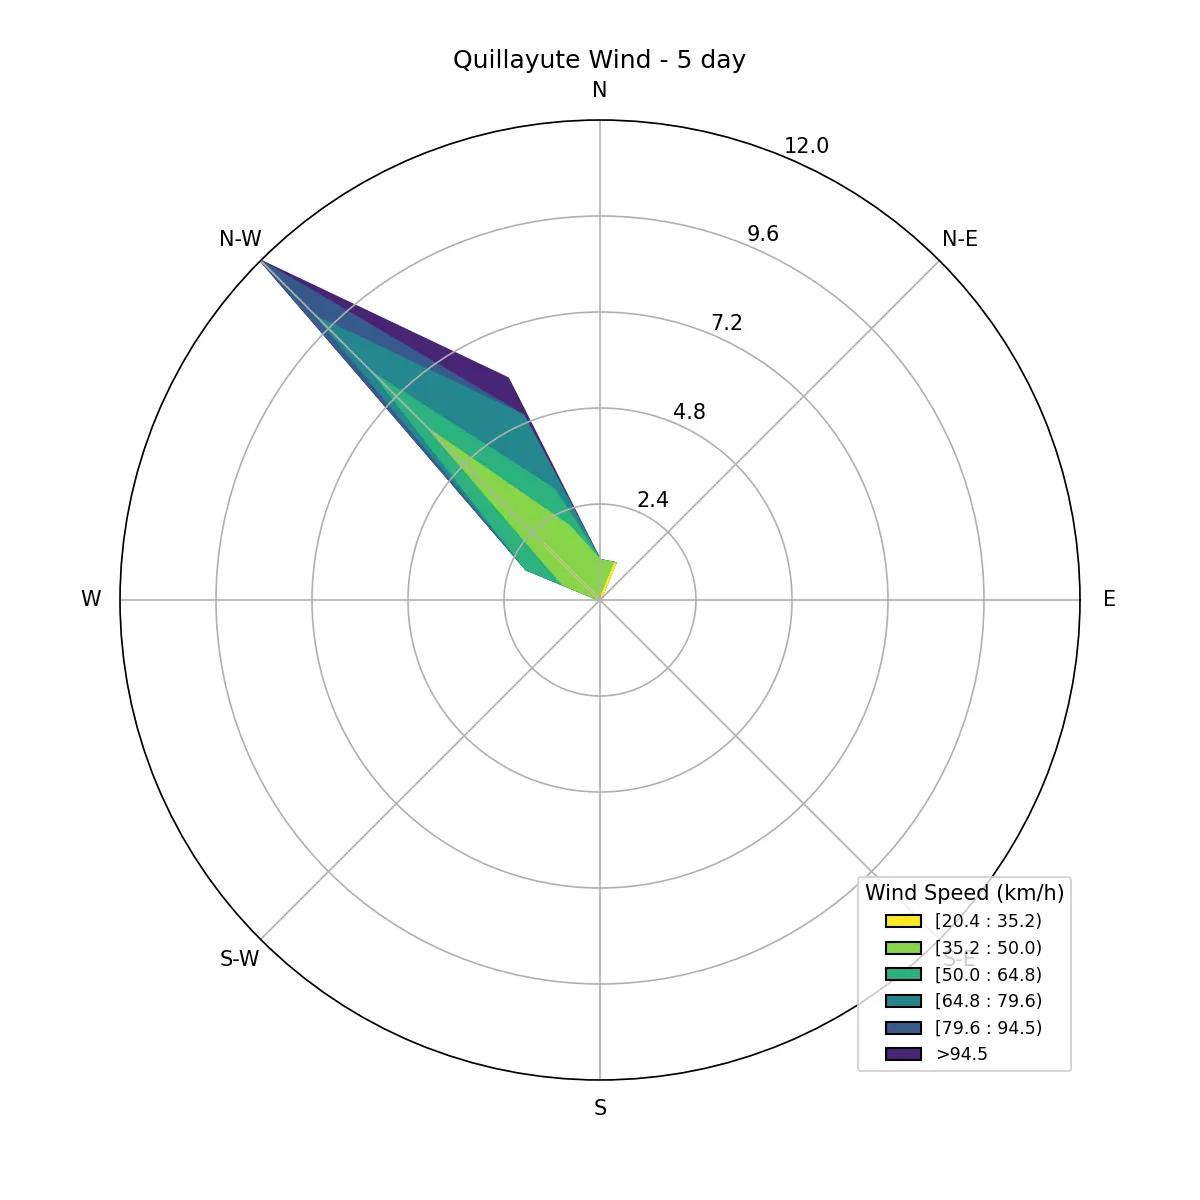 Quillayute Wind - 5 day
N
12.0
N-W
9.6
N-E
7.2
4.8
2.4
W
E
Wind Speed (km/h)
[20.4 : 35.2)
[35.2 : 50.0)
S-W
S-E
[50.0 : 64.8)
[64.8 : 79.6)
[79.6 : 94.5)
>94.5
S